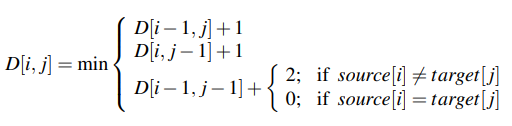 D[i−1, j]+1
D[i, j−1]+1
D[i, j] = min
D[i−1, j−1]+ { 2; if source[i] ≠ target[j]
0; if source[i] = target[j]